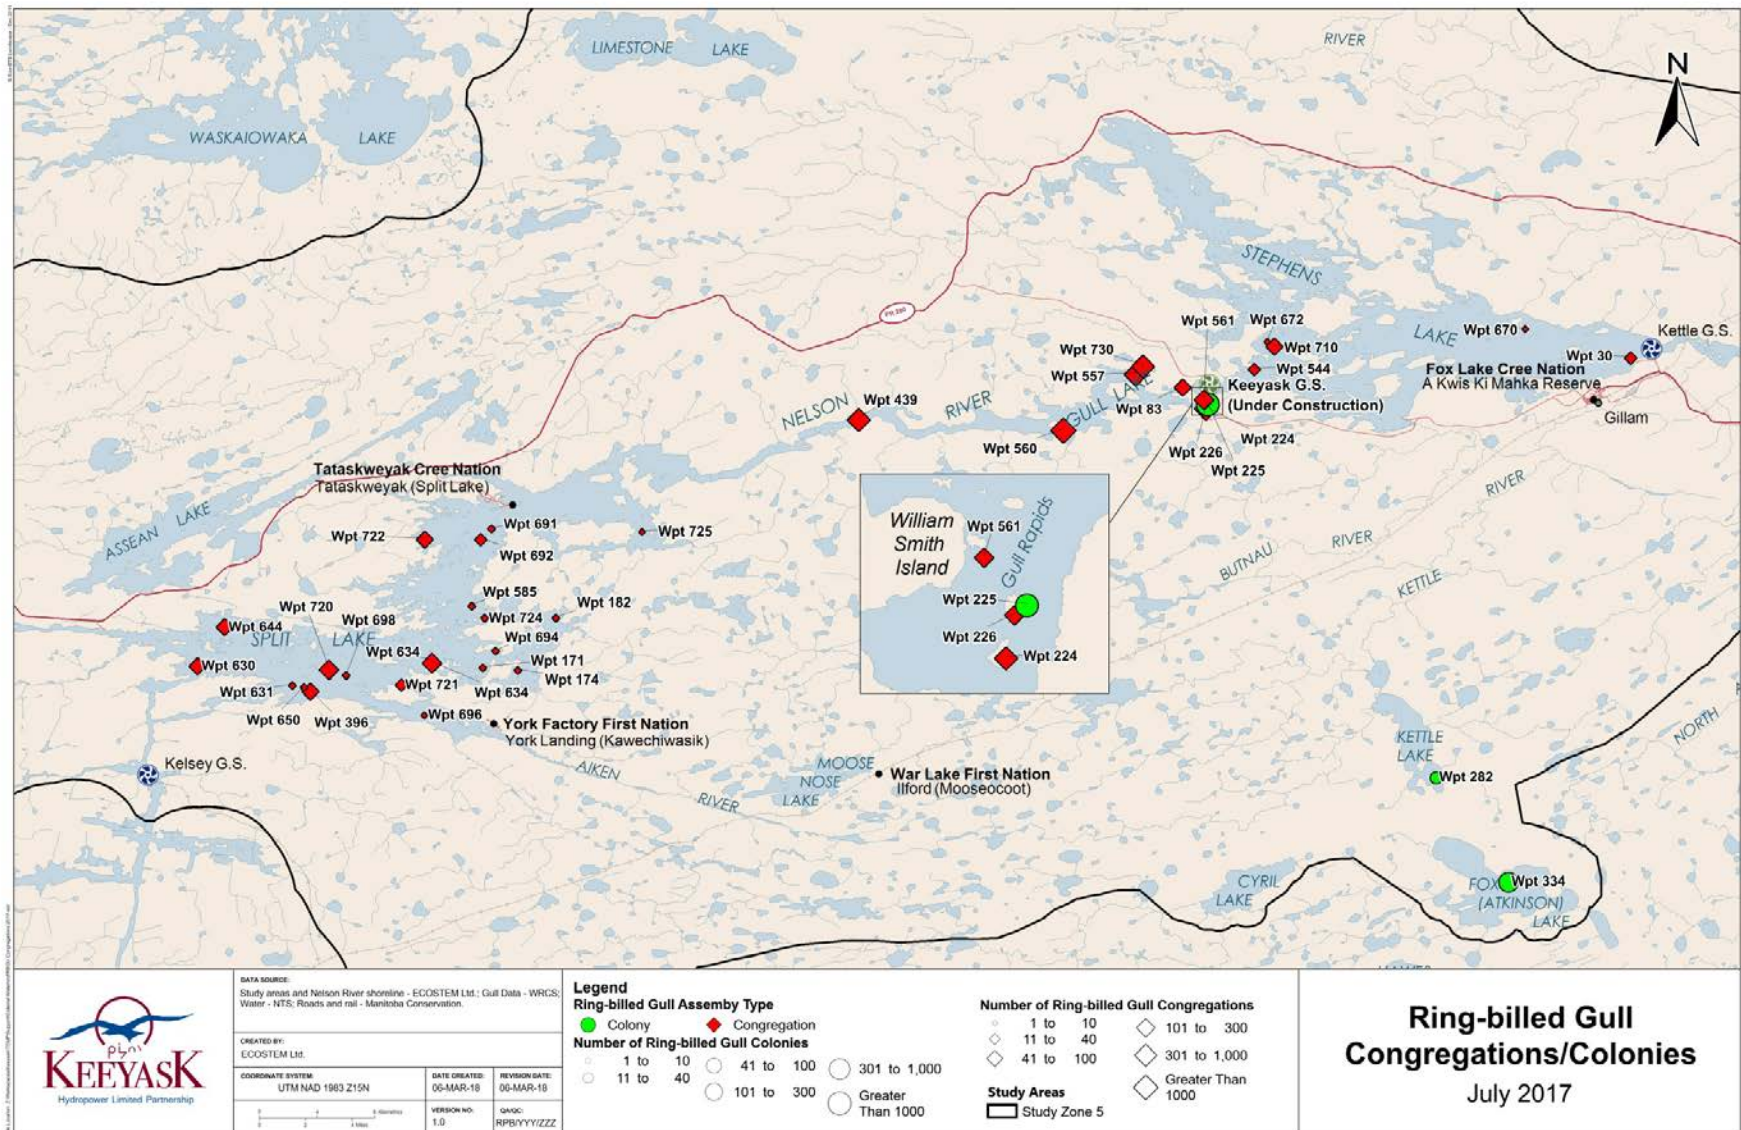 LIMESTONE LAKE
RIVER
N
WASKAIOWAKA LAKE
STEPHENS
LAKE
PR 280
Wpt 561
Wpt 672
Wpt 670
Kettle G.S.
Wpt 730
Wpt 710
Wpt 30
Wpt 557
Wpt 544
Fox Lake Cree Nation
A Kwis Ki Mahka Reserve
Keeyask G.S.
(Under Construction)
Wpt 83
GULL LAKE
Gillam
NELSON RIVER
Wpt 439
Wpt 560
Wpt 226
Wpt 224
Wpt 225
Tataskweyak Cree Nation
Tataskweyak (Split Lake)
ASSEAN LAKE
Wpt 691
Wpt 722
Wpt 692
Wpt 725
William
Smith
Island
Wpt 561
Gull Rapids
Wpt 225
Wpt 226
Wpt 224
RIVER
BUTNAU RIVER
KETTLE
Wpt 585
Wpt 182
Wpt 720
Wpt 698
Wpt 724
Wpt 644
SPLIT LAKE
Wpt 634
Wpt 694
Wpt 630
Wpt 171
Wpt 174
Wpt 631
Wpt 721
Wpt 634
Wpt 650
Wpt 396
Wpt 696
York Factory First Nation
York Landing (Kawechiwasik)
Kelsey G.S.
AIKEN
RIVER
MOOSE
NOSE
LAKE
War Lake First Nation
Ilford (Mooseocoot)
KETTLE
LAKE
NORTH
Wpt 282
CYRIL
LAKE
FOX
Wpt 334
(ATKINSON)
LAKE
KEEYASK
Hydropower Limited Partnership
DATA SOURCE:
Study areas and Nelson River shoreline - ECOSTEM Ltd.; Gull Data - WRCS;
Water - NTS; Roads and rail - Manitoba Conservation.
CREATED BY:
ECOSTEM Ltd.
COORDINATE SYSTEM:
UTM NAD 1983 Z15N
DATE CREATED:
06-MAR-18
REVISION DATE:
06-MAR-18
VERSION NO:
1.0
QA/QC:
RPB/YYY/ZZZ
Legend
Ring-billed Gull Assemby Type
Colony
Congregation
Number of Ring-billed Gull Colonies
1 to 10
11 to 40
41 to 100
101 to 300
301 to 1,000
Greater
Than 1000
Number of Ring-billed Gull Congregations
1 to 10
11 to 40
41 to 100
101 to 300
301 to 1,000
Greater Than
1000
Study Areas
Study Zone 5
Ring-billed Gull
Congregations/Colonies
July 2017